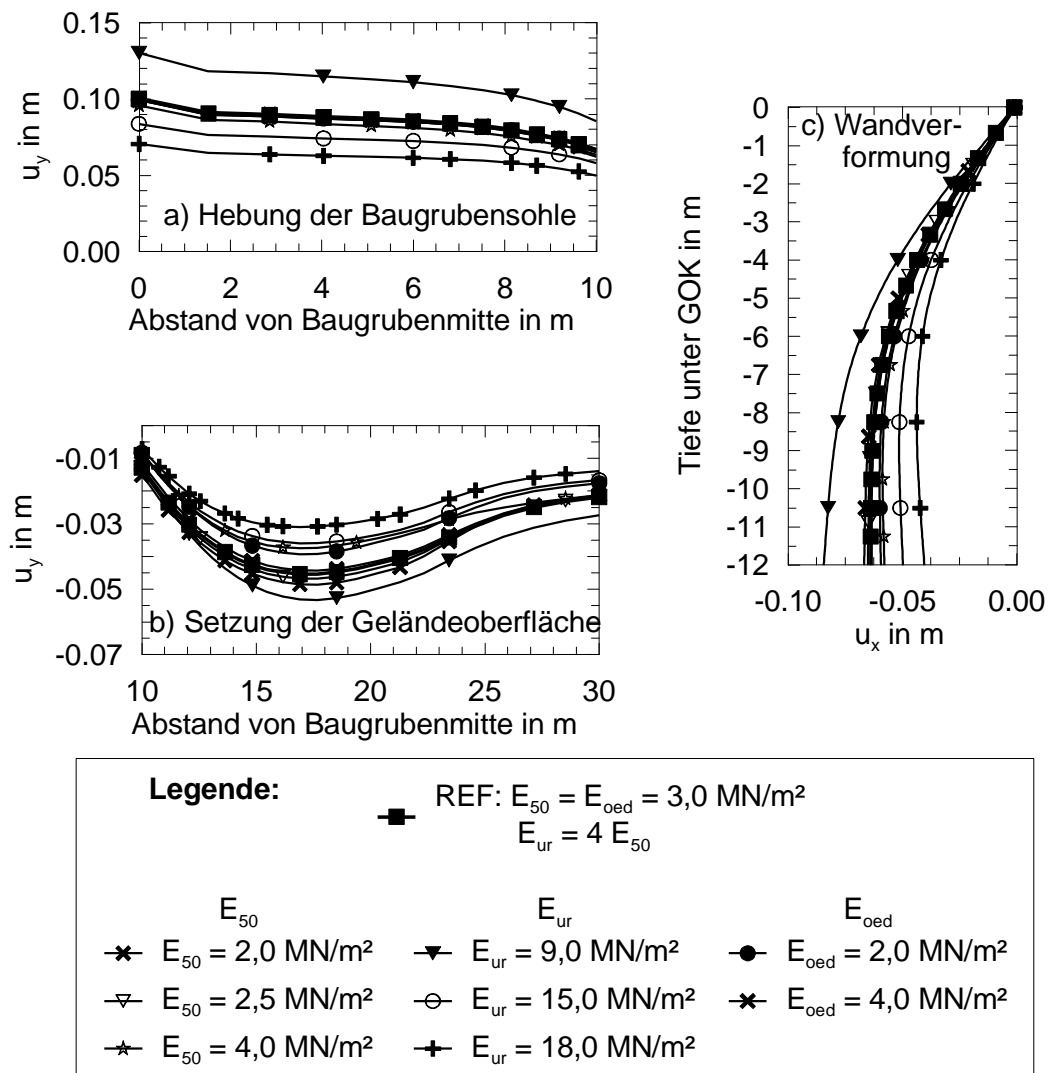 0.15
0.10
0.05
0.00
u_y in m
a) Hebung der Baugrubensohle
0 2 4 6 8 10
Abstand von Baugrubenmitte in m
-0.01
-0.03
-0.05
-0.07
u_y in m
b) Setzung der Geländeoberfläche
10 15 20 25 30
Abstand von Baugrubenmitte in m
0
-1
-2
-3
-4
-5
-6
-7
-8
-9
-10
-11
-12
Tiefe unter GOK in m
c) Wandver-
formung
-0.10 -0.05 0.00
u_x in m
Legende:
REF: E_50 = E_oed = 3,0 MN/m²
E_ur = 4 E_50
E_50 E_ur E_oed
E_50 = 2,0 MN/m² E_ur = 9,0 MN/m² E_oed = 2,0 MN/m²
E_50 = 2,5 MN/m² E_ur = 15,0 MN/m² E_oed = 4,0 MN/m²
E_50 = 4,0 MN/m² E_ur = 18,0 MN/m²